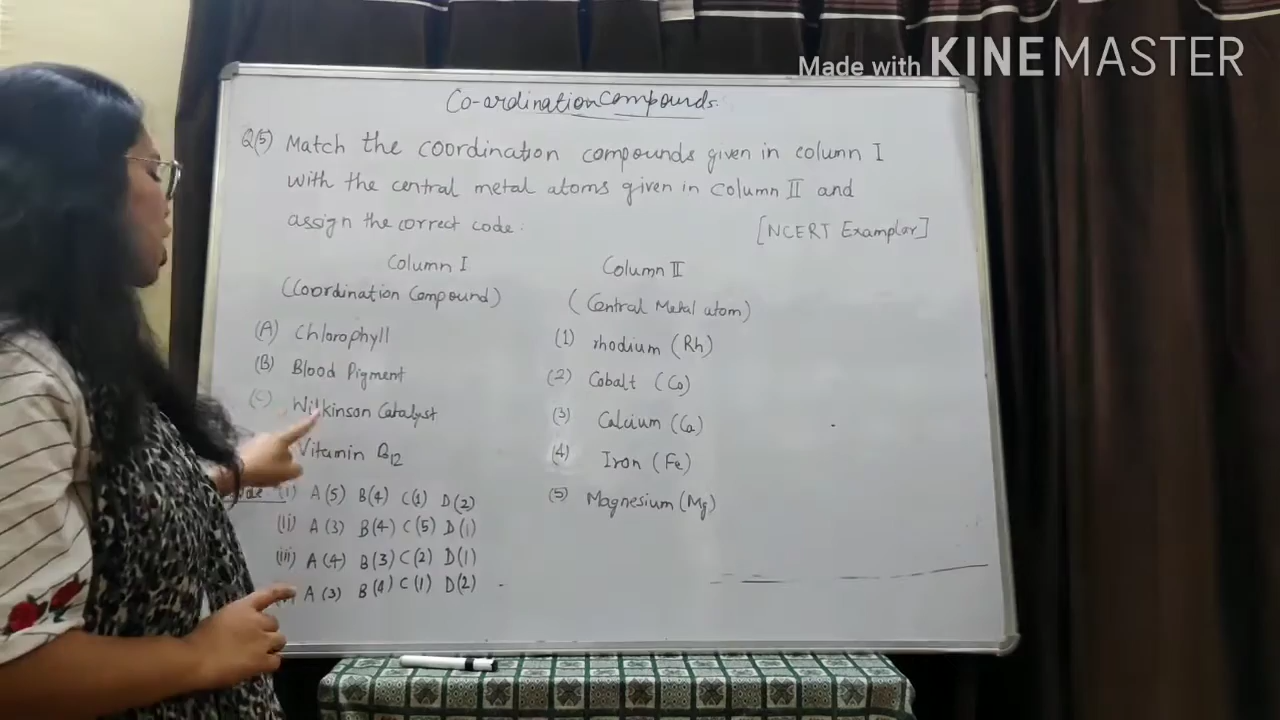 Made with KINEMASTER
Co-ordination Compounds.
Q(5) Match the coordination compounds given in column I
with the central metal atoms given in column II and
assign the correct code.
[NCERT Examplar]
Column I
Column II
(Coordination Compound)
(Central Metal atom)
(A) Chlorophyll
(1) rhodium (Rh)
(B) Blood Pigment
(2) Cobalt (Co)
(C) Wilkinson Catalyst
(3) Calcium (Ca)
Vitamin B12
(4) Iron (Fe)
(5) Magnesium (Mg)
(i) A(5) B(4) C(1) D(2)
(ii) A(3) B(4) C(5) D(1)
(iii) A(4) B(3) C(2) D(1)
A(3) B(4) C(1) D(2)